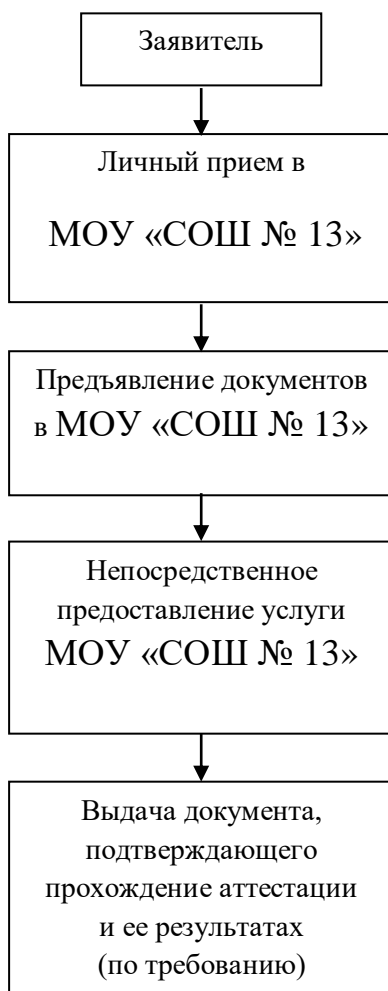 Заявитель
Личный прием в
МОУ «СОШ № 13»
Предъявление документов
в МОУ «СОШ № 13»
Непосредственное
предоставление услуги
МОУ «СОШ № 13»
Выдача документа,
подтверждающего
прохождение аттестации
и ее результатах
(по требованию)